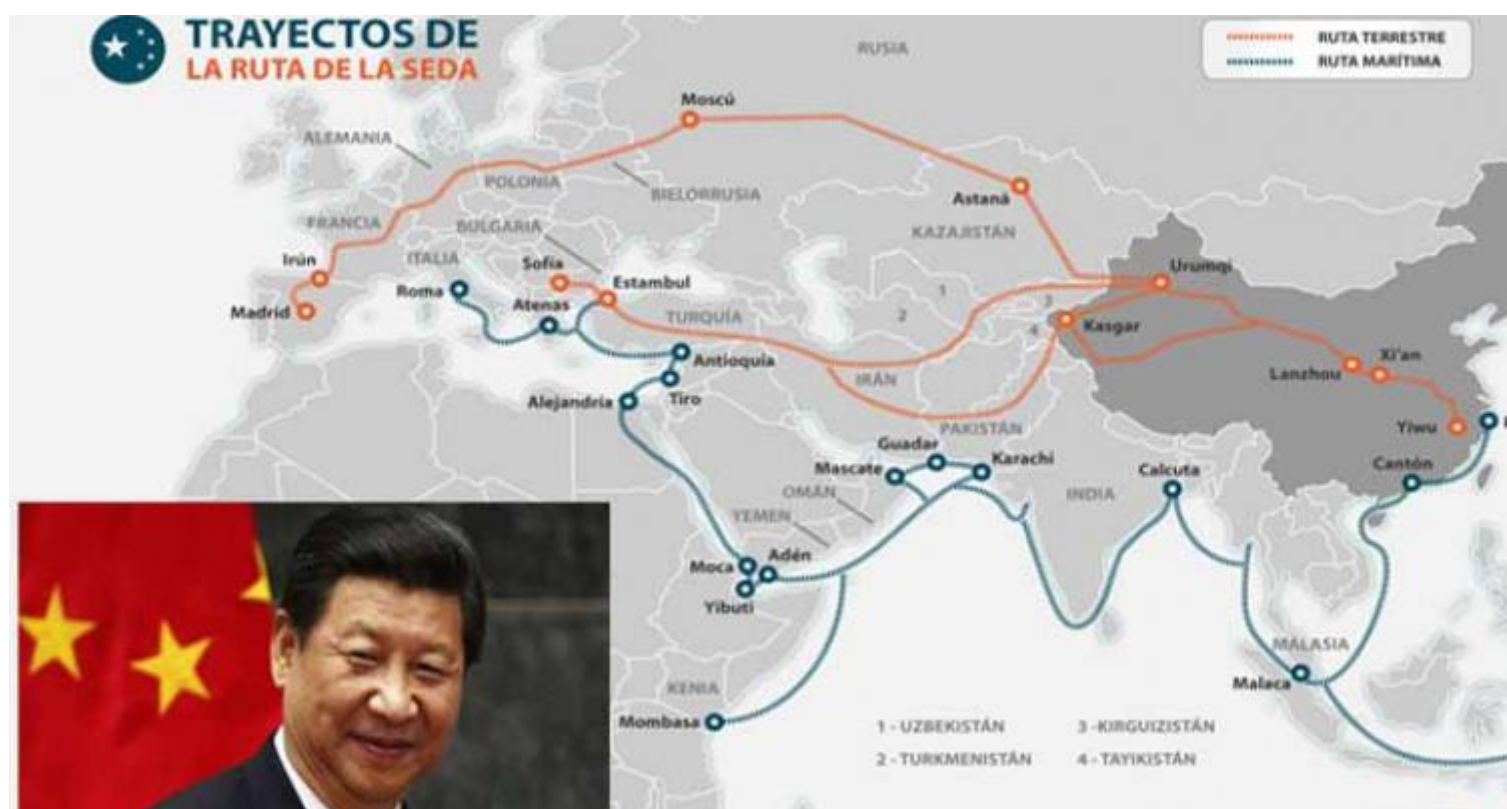 TRAYECTOS DE
LA RUTA DE LA SEDA
RUTA TERRESTRE
RUTA MARÍTIMA
RUSIA
Moscú
ALEMANIA
POLONIA
BIELORRUSIA
Astaná
FRANCIA
BULGARIA
KAZAJISTÁN
Irún
ITALIA
Sofía
Estambul
Urumqi
Roma
Atenas
1
3
Madrid
TURQUÍA
2
4
Kasgar
Antioquía
Xi'an
IRÁN
Lanzhou
Alejandría
Tiro
PAKISTÁN
Yiwu
Guadar
Mascate
Karachi
Calcuta
Cantón
OMÁN
INDIA
YEMEN
Moca
Adén
Yibuti
MALASIA
KENIA
Malaca
Mombasa
1 - UZBEKISTÁN
3 -KIRGUIZISTÁN
2 - TURKMENISTÁN
4 - TAYIKISTÁN